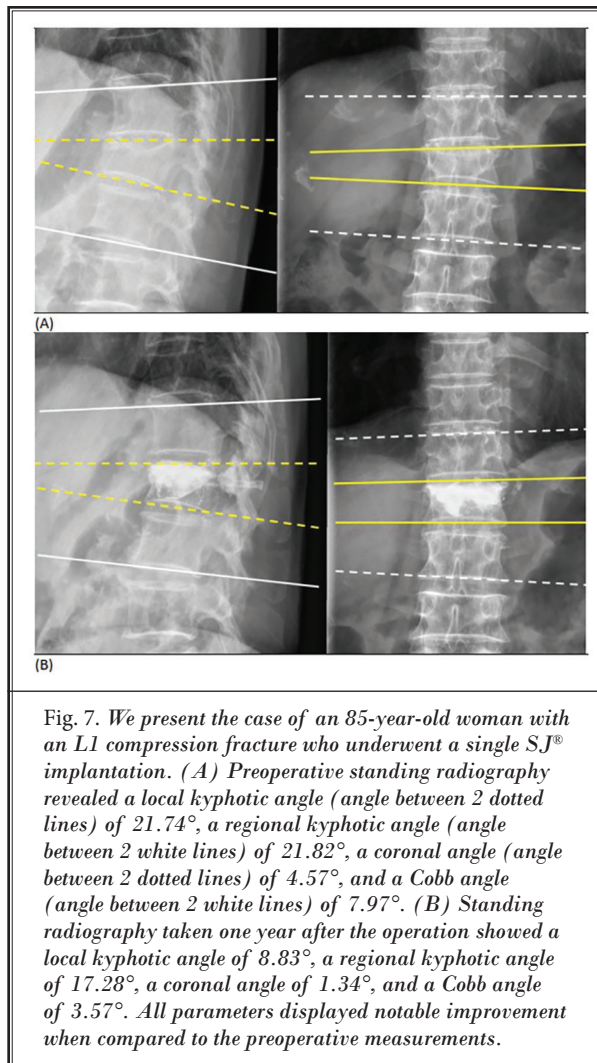 (A)
(B)
Fig. 7. We present the case of an 85-year-old woman with
an L1 compression fracture who underwent a single SJ®
implantation. (A) Preoperative standing radiography
revealed a local kyphotic angle (angle between 2 dotted
lines) of 21.74°, a regional kyphotic angle (angle
between 2 white lines) of 21.82°, a coronal angle (angle
between 2 dotted lines) of 4.57°, and a Cobb angle
(angle between 2 white lines) of 7.97°. (B) Standing
radiography taken one year after the operation showed a
local kyphotic angle of 8.83°, a regional kyphotic angle
of 17.28°, a coronal angle of 1.34°, and a Cobb angle
of 3.57°. All parameters displayed notable improvement
when compared to the preoperative measurements.